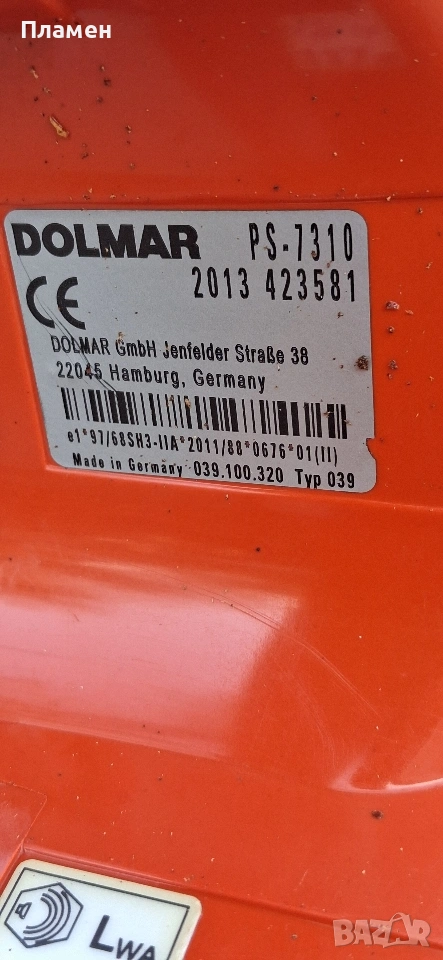 Пламен
DOLMAR PS-7310
2013 423581
CE
DOLMAR GmbH Jenfelder Straße 38
22045 Hamburg, Germany
e1*97/68SH3-IIA*2011/88*0676*01(II)
Made in Germany 039.100.320 Typ 039
LWA
BAZAR